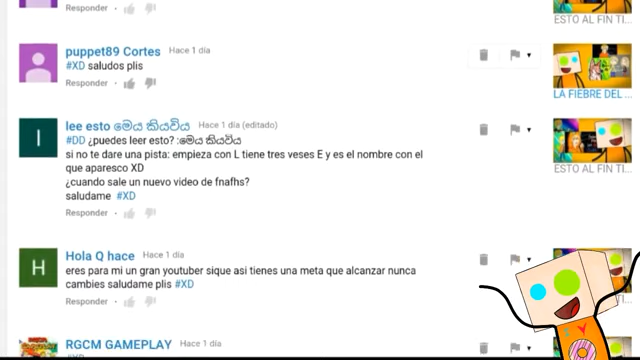 Responder
ESTO AL FIN TI...
puppet89 Cortes Hace 1 día
#XD saludos plis
Responder
LA FIEBRE DEL ...
lee esto මෙය කියවිය Hace 1 día (editado)
#DD ¿puedes leer esto? :මෙය කියවිය
si no te dare una pista: empieza con L tiene tres veses E y es el nombre con el
que aparesco XD
¿cuando sale un nuevo video de fnafhs?
saludame #XD
Responder
ESTO AL FIN TI...
Hola Q hace Hace 1 día
eres para mi un gran youtuber sique asi tienes una meta que alcanzar nunca
cambies saludame plis #XD
Responder
RGCM GAMEPLAY Hace 1 día